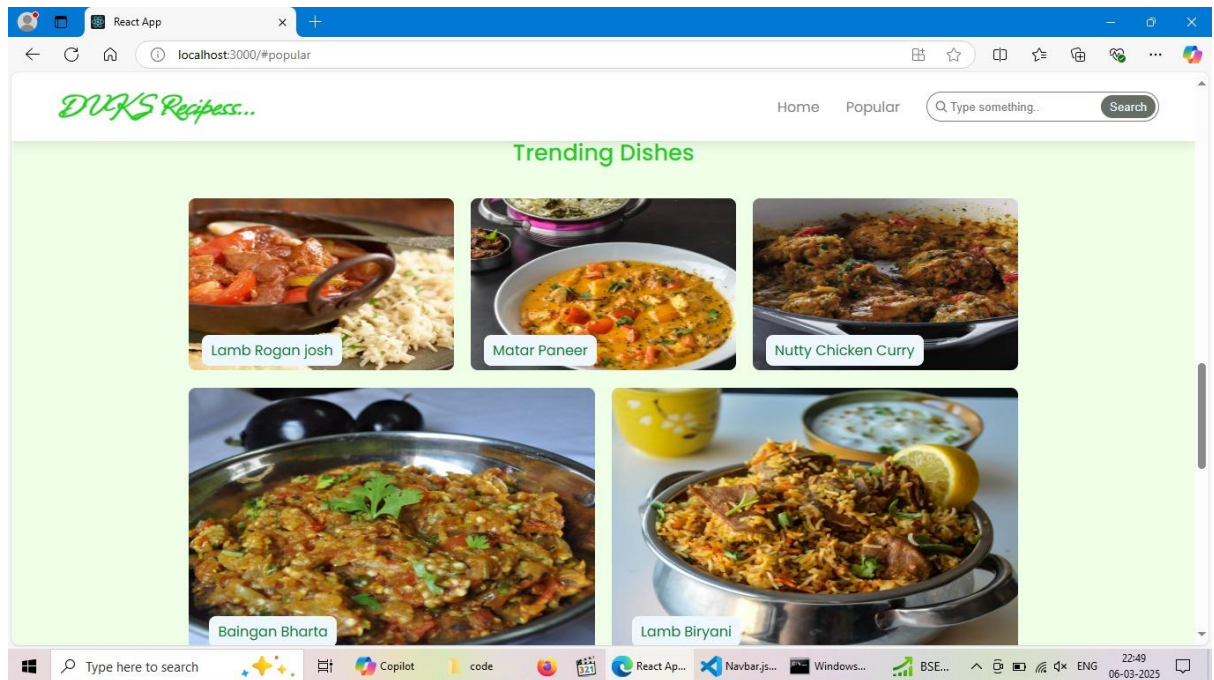 React App
localhost:3000/#popular
DUKS Recipess...
Home Popular Type something.. Search
Trending Dishes
Lamb Rogan josh Matar Paneer Nutty Chicken Curry
Baingan Bharta Lamb Biryani
Type here to search Copilot code 321 React Ap... Navbar.js... Windows... BSE... ENG 22:49
06-03-2025